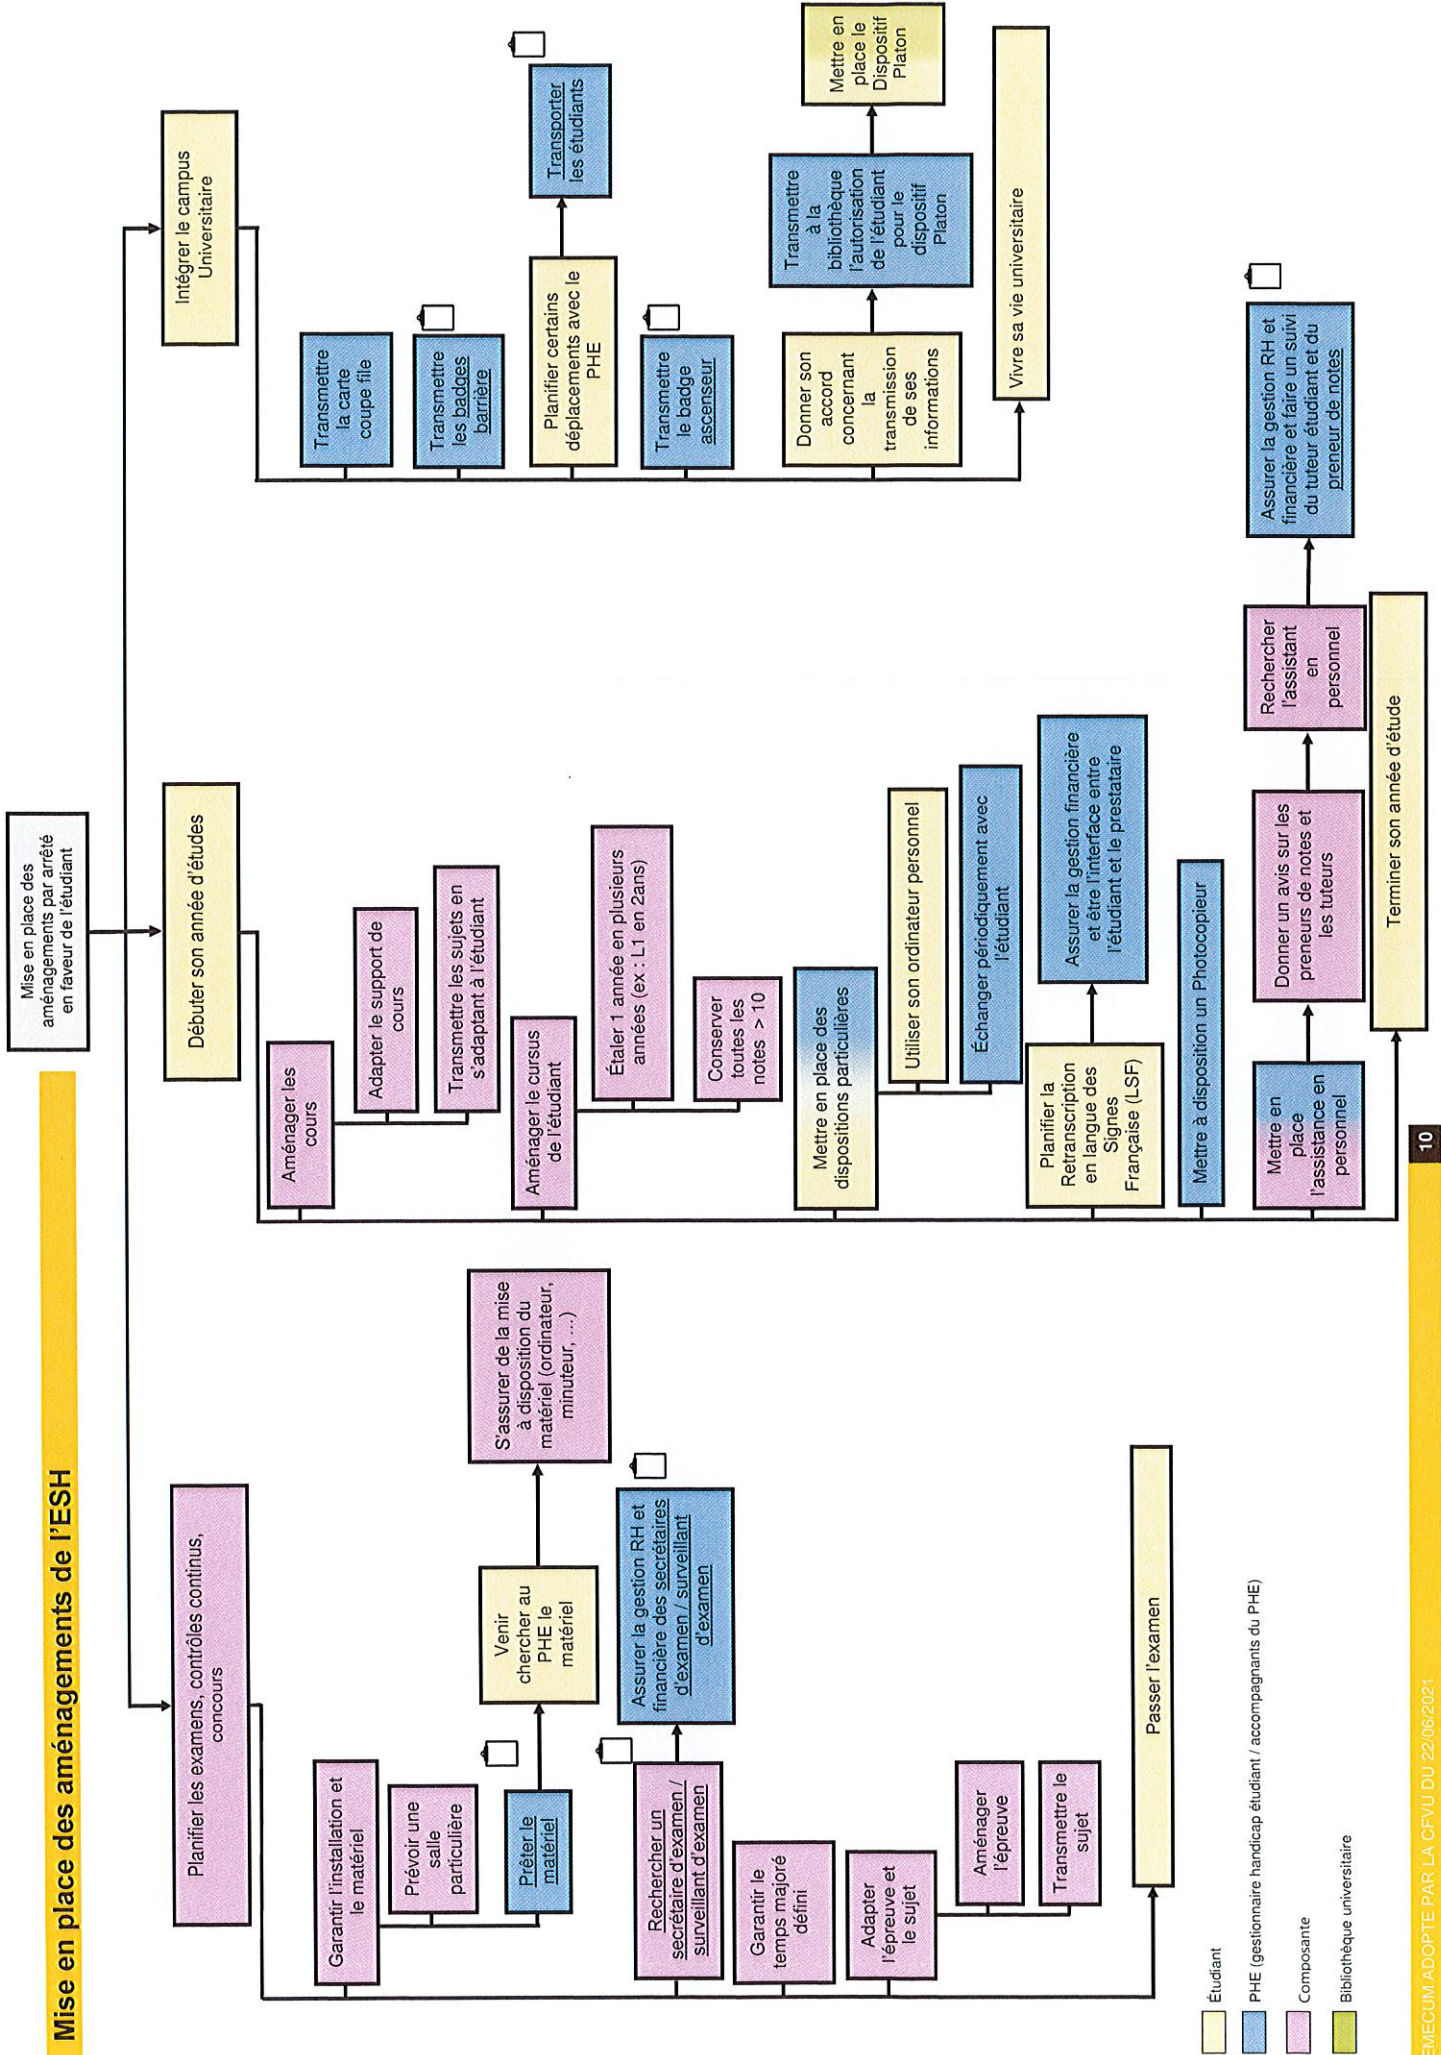 Mise en place des aménagements de l'ESH
Mise en place des
aménagements par arrêté
en faveur de l'étudiant
Planifier les examens, contrôles continus,
concours
Garantir l'installation et
le matériel
Prévoir une
salle
particulière
Prêter le
matériel
Venir
chercher au
PHE le
matériel
S'assurer de la mise
à disposition du
matériel (ordinateur,
minuteur, …)
Rechercher un
secrétaire d'examen /
surveillant d'examen
Assurer la gestion RH et
financière des secrétaires
d'examen / surveillant
d'examen
Garantir le
temps majoré
défini
Adapter
l'épreuve et
le sujet
Aménager
l'épreuve
Transmettre le
sujet
Passer l'examen
Débuter son année d'études
Aménager les
cours
Adapter le support de
cours
Transmettre les sujets en
s'adaptant à l'étudiant
Aménager le cursus
de l'étudiant
Étaler 1 année en plusieurs
années (ex : L1 en 2ans)
Conserver
toutes les
notes > 10
Mettre en place des
dispositions particulières
Utiliser son ordinateur personnel
Échanger périodiquement avec
l'étudiant
Planifier la
Retranscription
en langue des
Signes
Française (LSF)
Assurer la gestion financière
et être l'interface entre
l'étudiant et le prestataire
Mettre à disposition un Photocopieur
Mettre en
place
l'assistance en
personnel
Donner un avis sur les
preneurs de notes et
les tuteurs
Rechercher
l'assistant
en
personnel
Assurer la gestion RH et
financière et faire un suivi
du tuteur étudiant et du
preneur de notes
Terminer son année d'étude
Intégrer le campus
Universitaire
Transmettre
la carte
coupe file
Transmettre
les badges
barrière
Planifier certains
déplacements avec le
PHE
Transporter
les étudiants
Transmettre
le badge
ascenseur
Donner son
accord
concernant
la
transmission
de ses
informations
Transmettre
à la
bibliothèque
l'autorisation
de l'étudiant
pour le
dispositif
Platon
Mettre en
place le
Dispositif
Platon
Vivre sa vie universitaire
Étudiant
PHE (gestionnaire handicap étudiant / accompagnants du PHE)
Composante
Bibliothèque universitaire
EMECUM ADOPTE PAR LA CFVU DU 22/06/2021
10